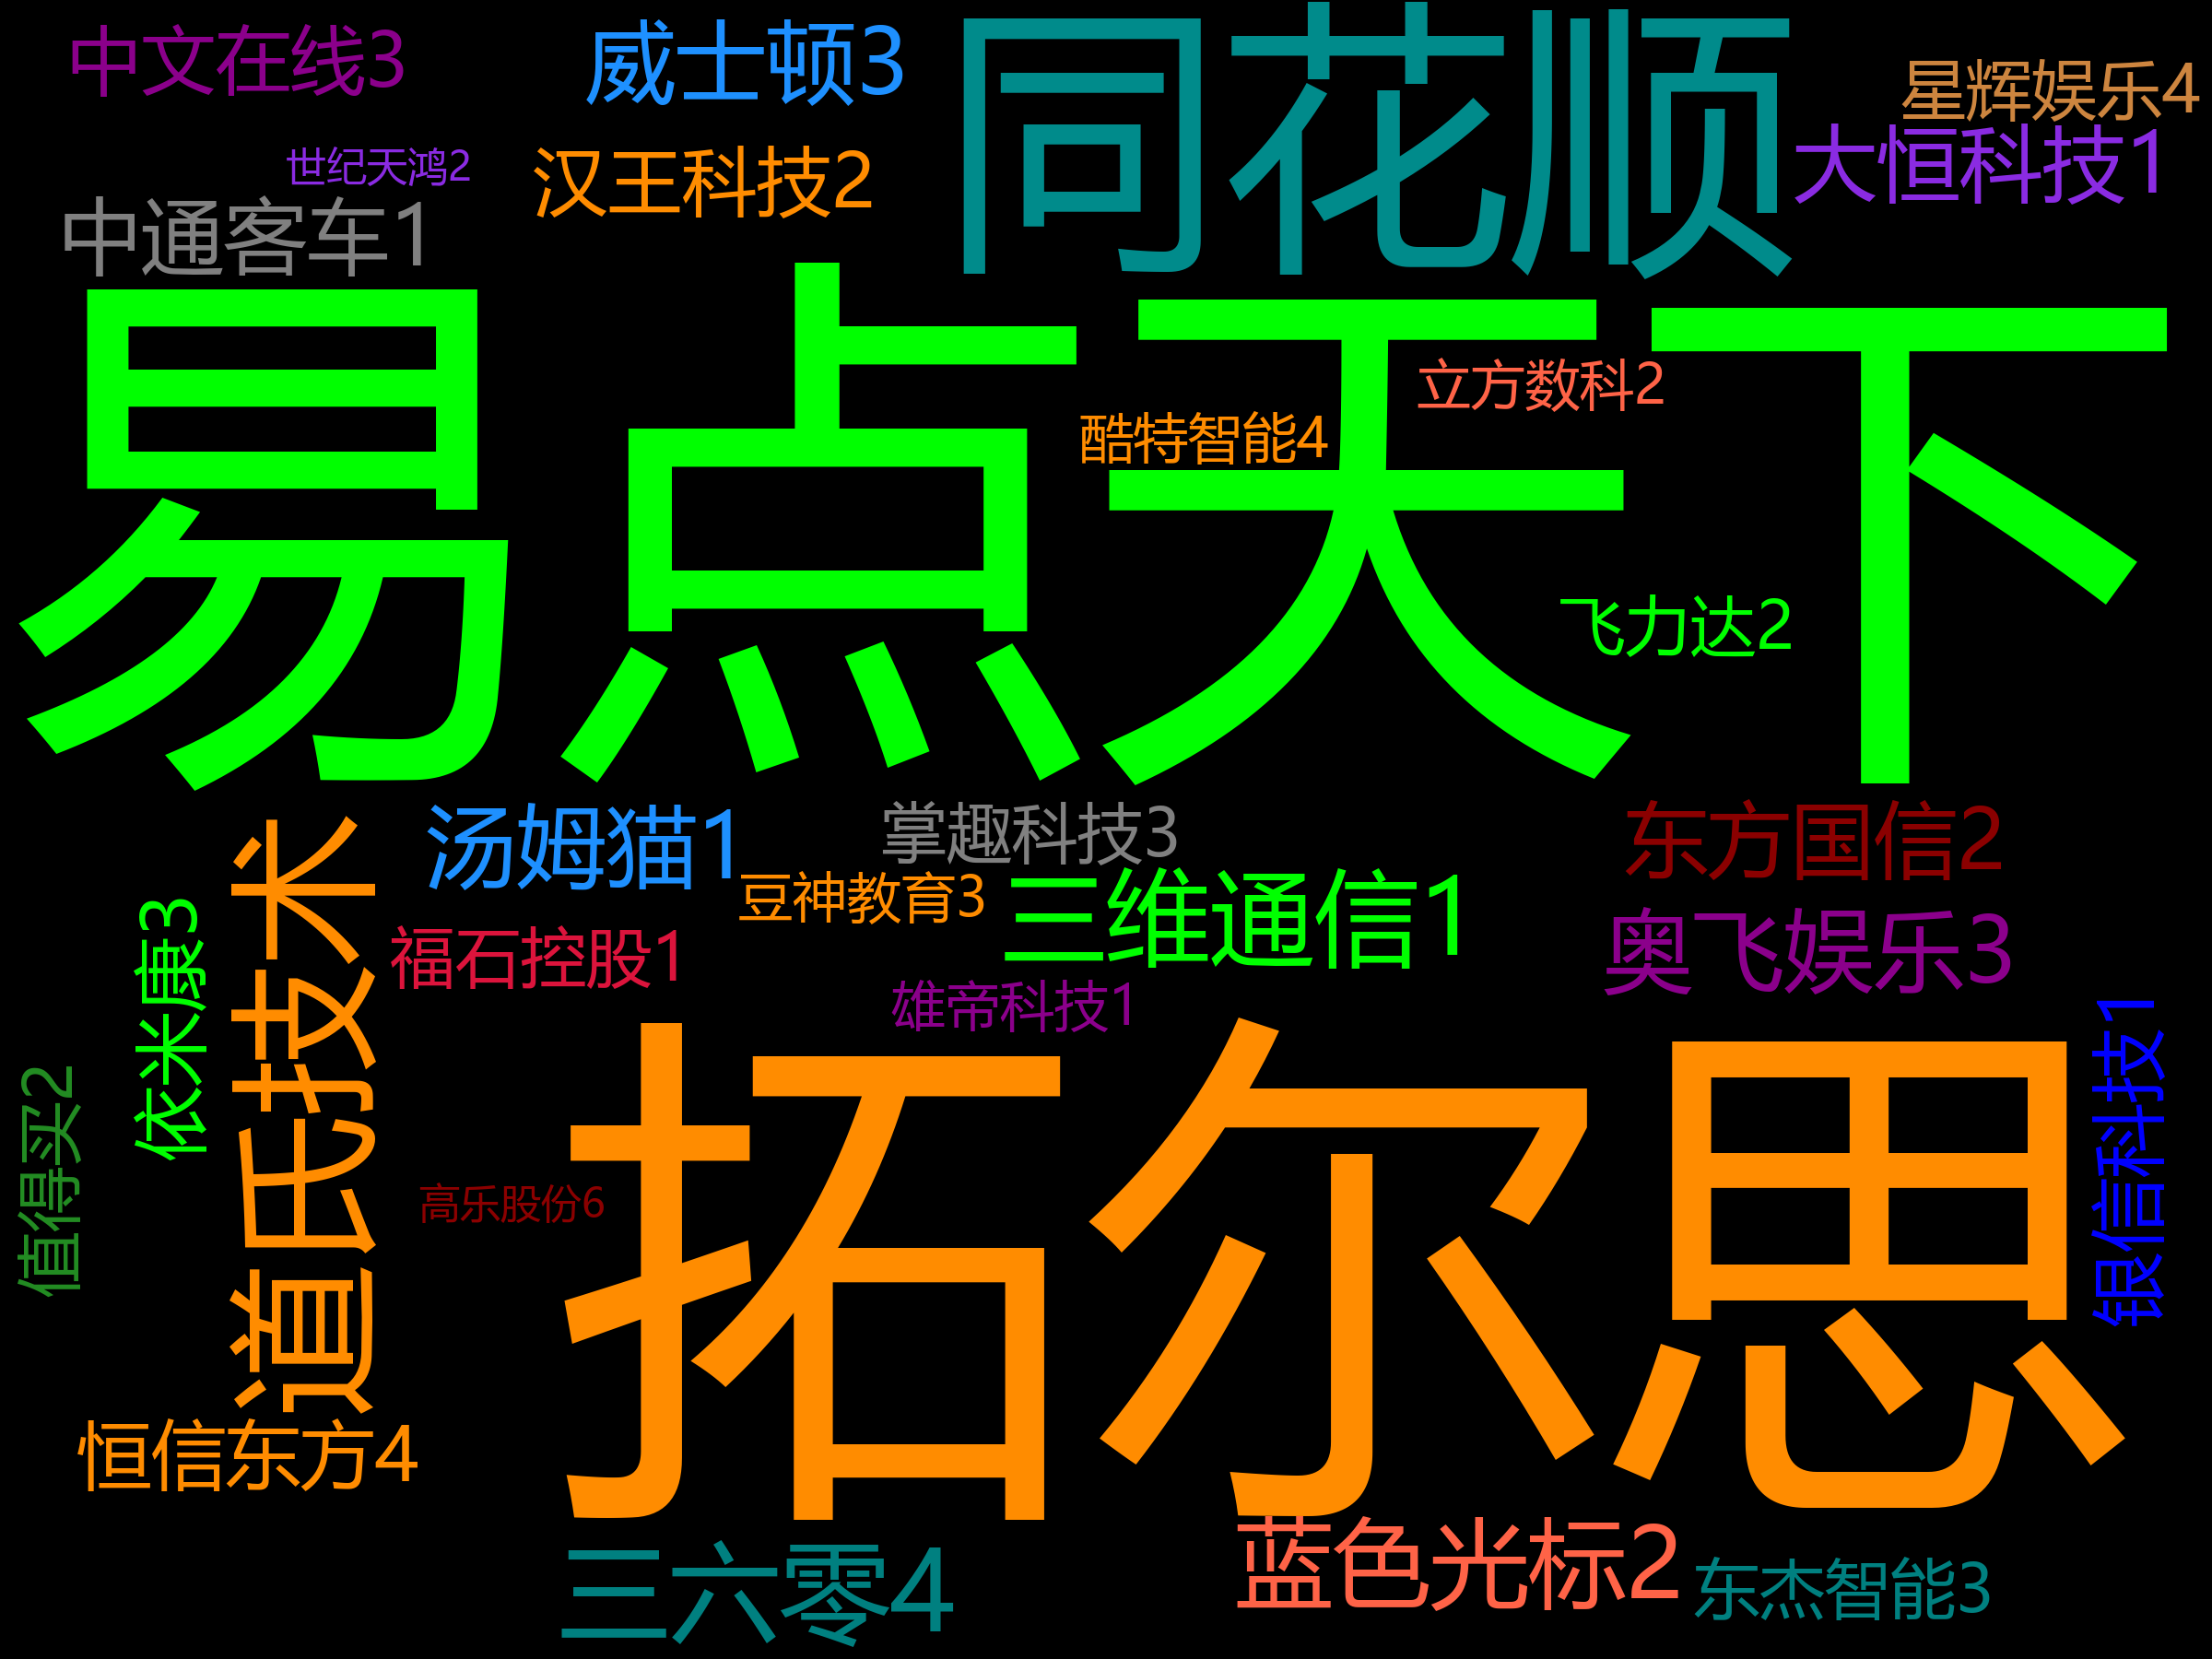 中文在线3
威士顿3
同花顺
星辉娱乐4
大恒科技1
世纪天鸿2
汉王科技2
中通客车1
易点天下
立方数科2
酷特智能4
飞力达2
汤姆猫1
掌趣科技3
东方国信2
豆神教育3
三维通信1
奥飞娱乐3
福石控股1
雄帝科技1
依米康3
值得买2
道氏技术
高乐股份6
拓尔思
银信科技1
恒信东方4
三六零4
蓝色光标2
东杰智能3